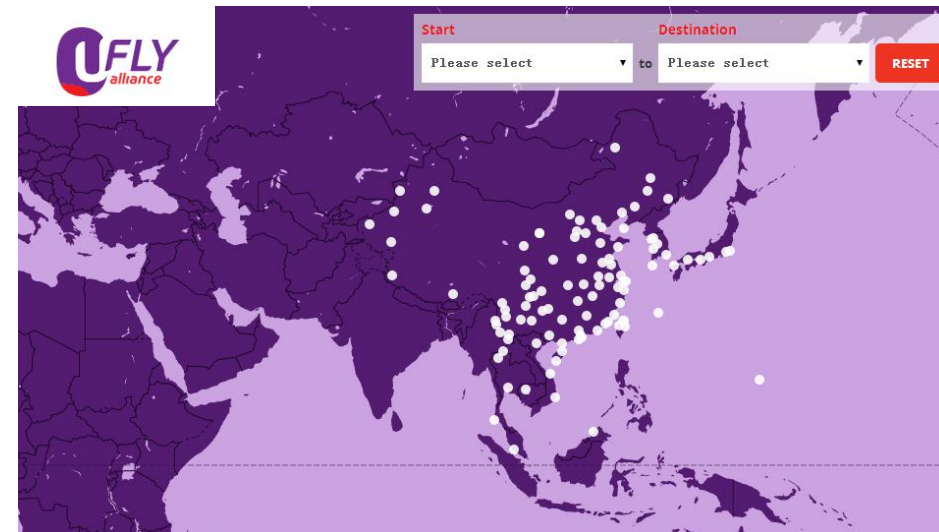 UFLY
alliance
Start
Destination
Please select
to
Please select
RESET